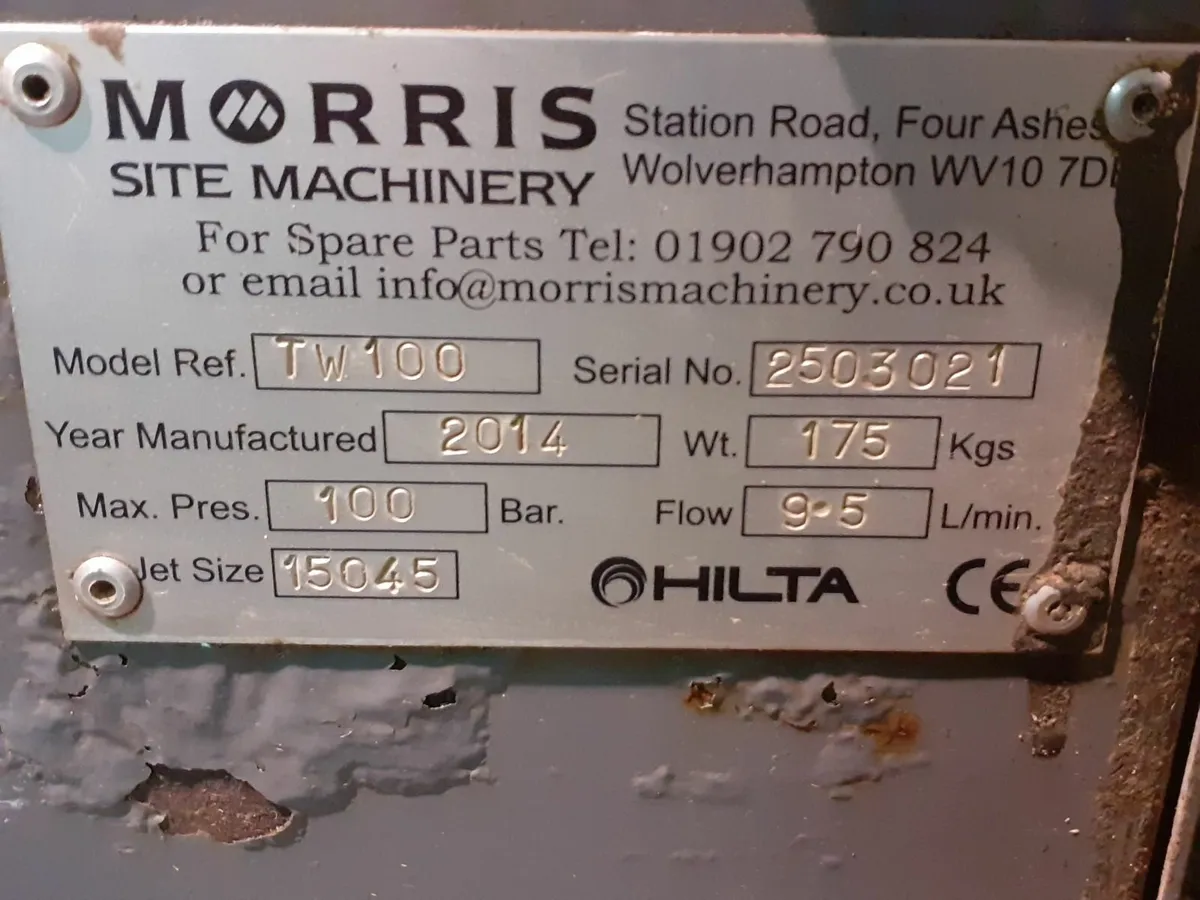 MORRIS
SITE MACHINERY
Station Road, Four Ashes
Wolverhampton WV10
For Spare Parts Tel: 01902 790 824
or email info@morrismachinery.co.uk
Model Ref. TW100 Serial No. 2503021
Year Manufactured 2014 Wt. 175 Kgs
Max. Pres. 100 Bar. Flow 9·5 L/min.
Jet Size 15045 HILTA CE